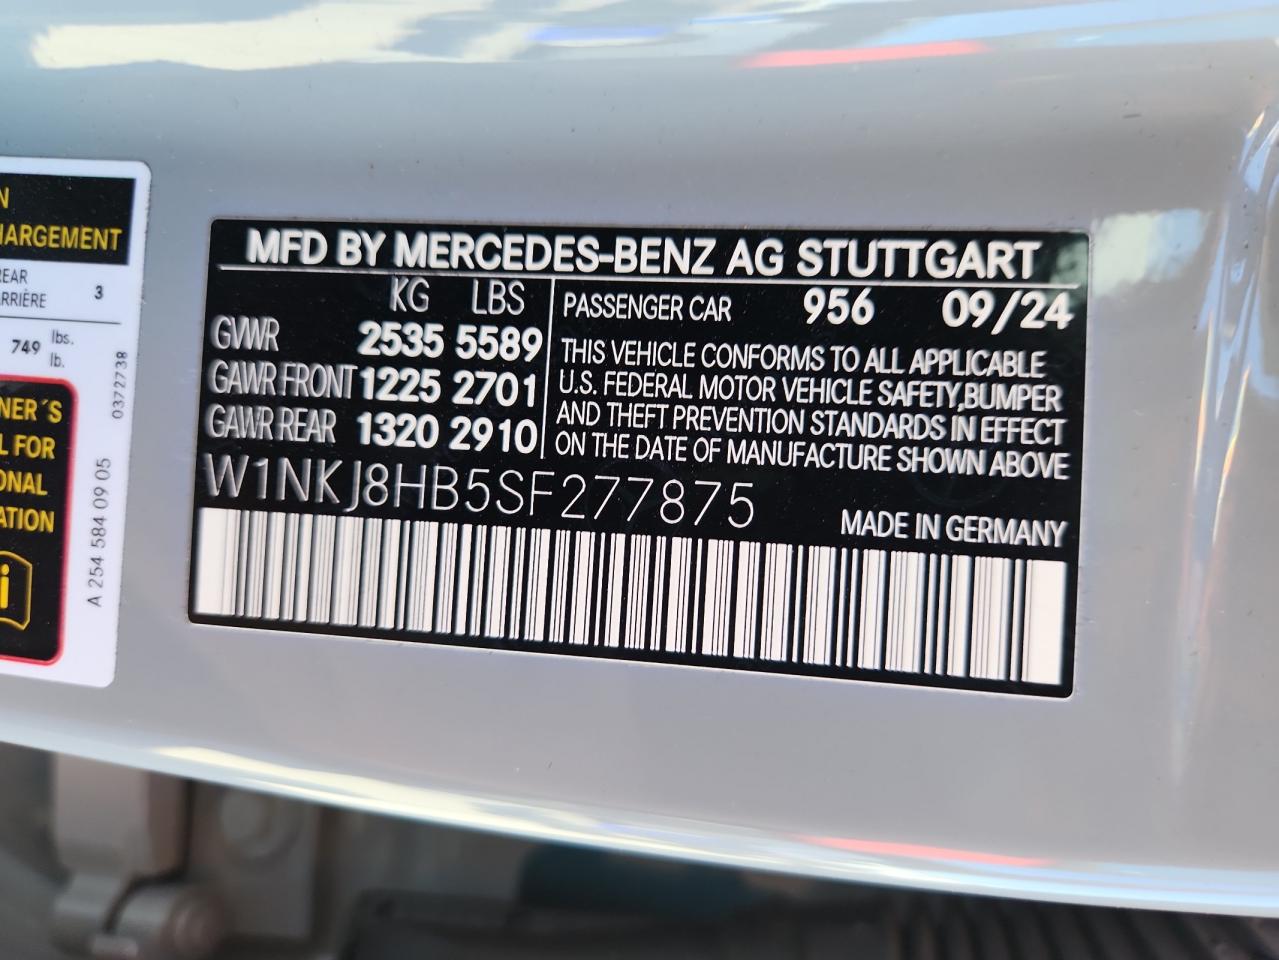 N
HARGEMENT
REAR
ARRIÈRE 3
749 lbs.
lb.
0372738
NER´S
L FOR
ONAL
ATION
i
A 254 584 09 05
MFD BY MERCEDES-BENZ AG STUTTGART
KG LBS
GVWR 2535 5589
GAWR FRONT 1225 2701
GAWR REAR 1320 2910
PASSENGER CAR 956 09/24
THIS VEHICLE CONFORMS TO ALL APPLICABLE
U.S. FEDERAL MOTOR VEHICLE SAFETY,BUMPER
AND THEFT PREVENTION STANDARDS IN EFFECT
ON THE DATE OF MANUFACTURE SHOWN ABOVE
W1NKJ8HB5SF277875
MADE IN GERMANY